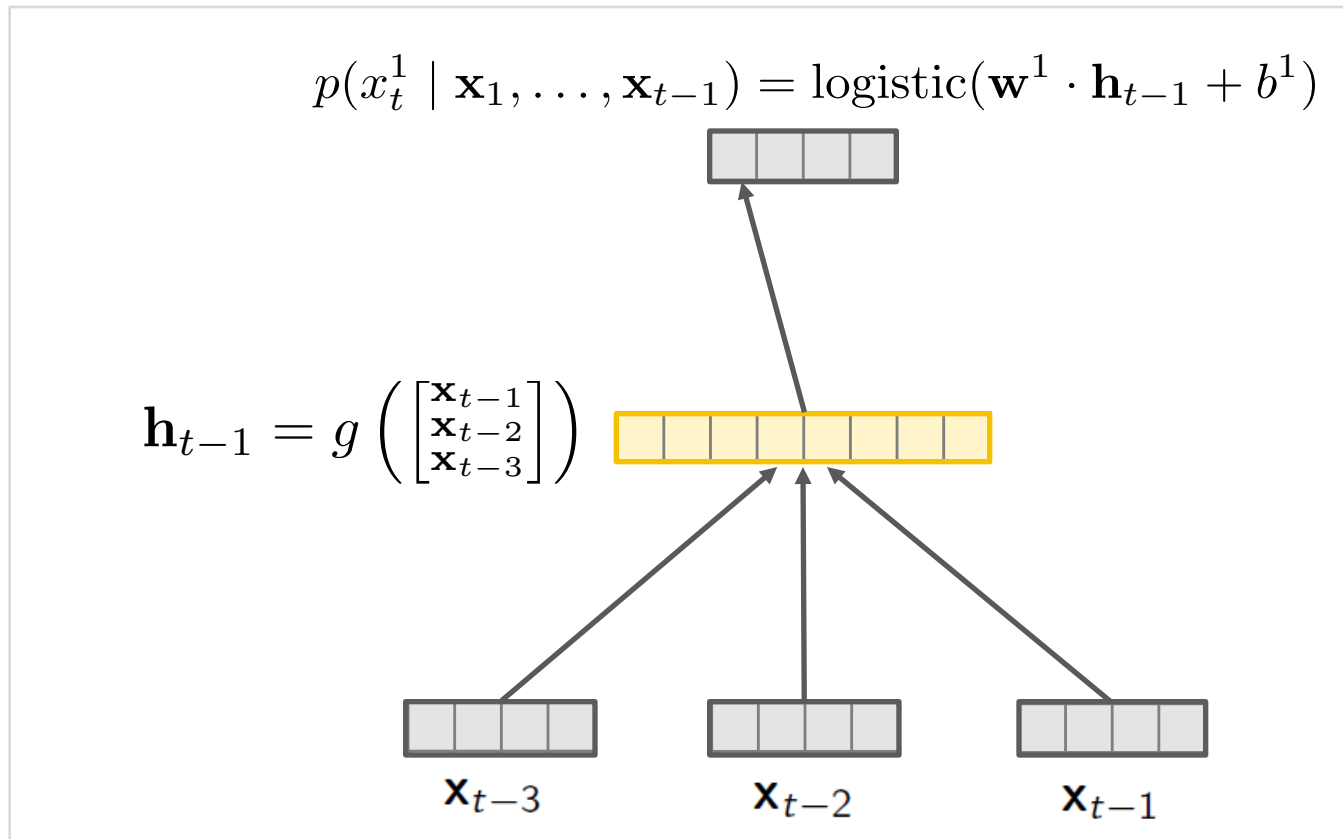 p(x_t^1 | x_1, . . . , x_{t−1}) = logistic(w^1 · h_{t−1} + b^1)
h_{t−1} = g ([x_{t−1} x_{t−2} x_{t−3}])
x_{t−3} x_{t−2} x_{t−1}